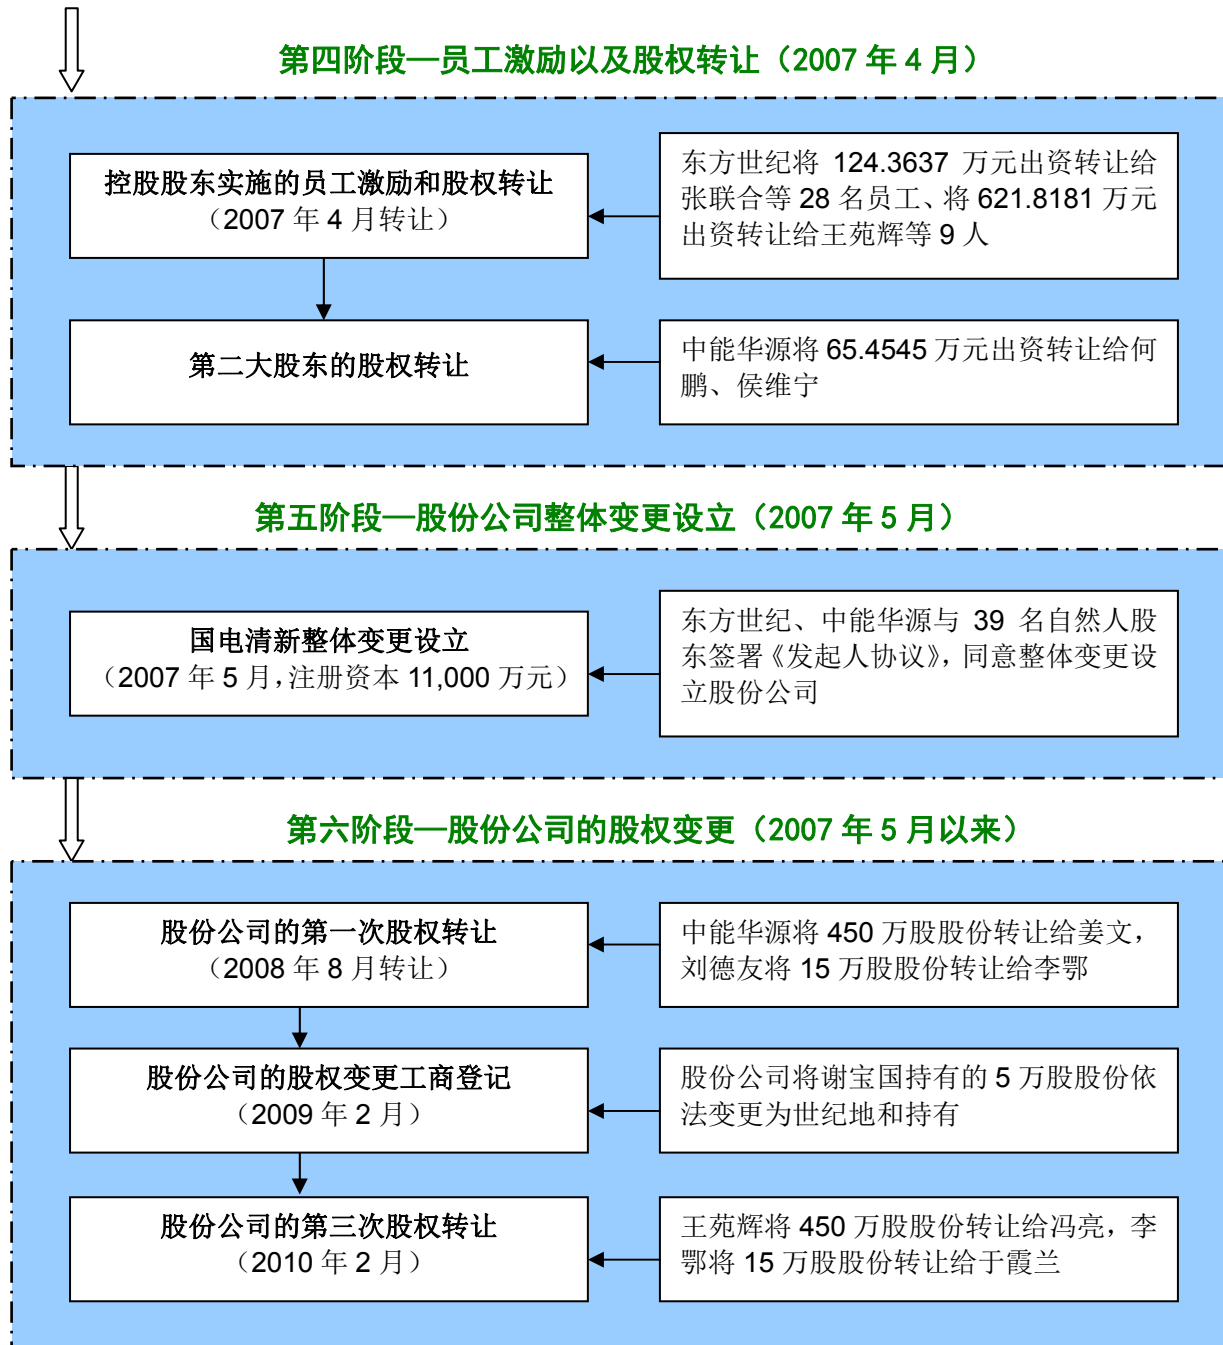 第四阶段—员工激励以及股权转让（2007 年 4 月）
控股股东实施的员工激励和股权转让
（2007 年 4 月转让）
东方世纪将 124.3637 万元出资转让给
张联合等 28 名员工、将 621.8181 万元
出资转让给王苑辉等 9 人
第二大股东的股权转让
中能华源将 65.4545 万元出资转让给何
鹏、侯维宁
第五阶段—股份公司整体变更设立（2007 年 5 月）
国电清新整体变更设立
（2007 年 5 月，注册资本 11,000 万元）
东方世纪、中能华源与 39 名自然人股
东签署《发起人协议》，同意整体变更设
立股份公司
第六阶段—股份公司的股权变更（2007 年 5 月以来）
股份公司的第一次股权转让
（2008 年 8 月转让）
中能华源将 450 万股股份转让给姜文，
刘德友将 15 万股股份转让给李鄂
股份公司的股权变更工商登记
（2009 年 2 月）
股份公司将谢宝国持有的 5 万股股份依
法变更为世纪地和持有
股份公司的第三次股权转让
（2010 年 2 月）
王苑辉将 450 万股股份转让给冯亮，李
鄂将 15 万股股份转让给于霞兰